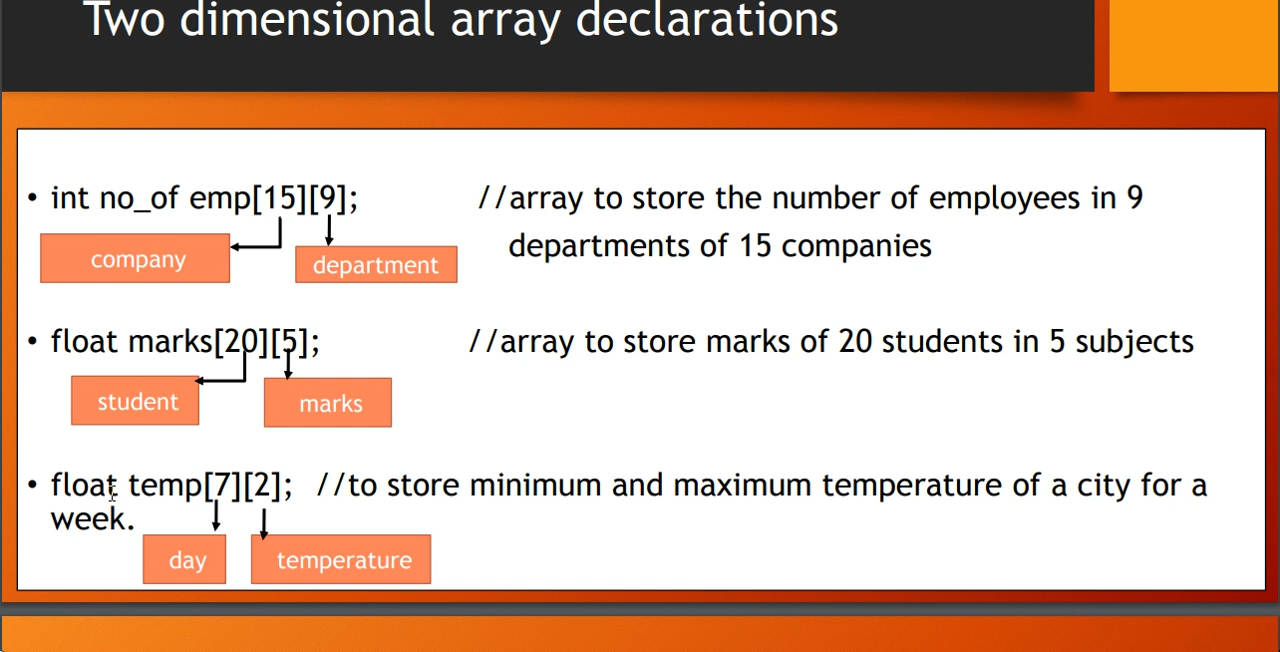 Two dimensional array declarations
• int no_of emp[15][9]; //array to store the number of employees in 9
departments of 15 companies
company department
• float marks[20][5]; //array to store marks of 20 students in 5 subjects
student marks
• float temp[7][2]; //to store minimum and maximum temperature of a city for a
week.
day temperature